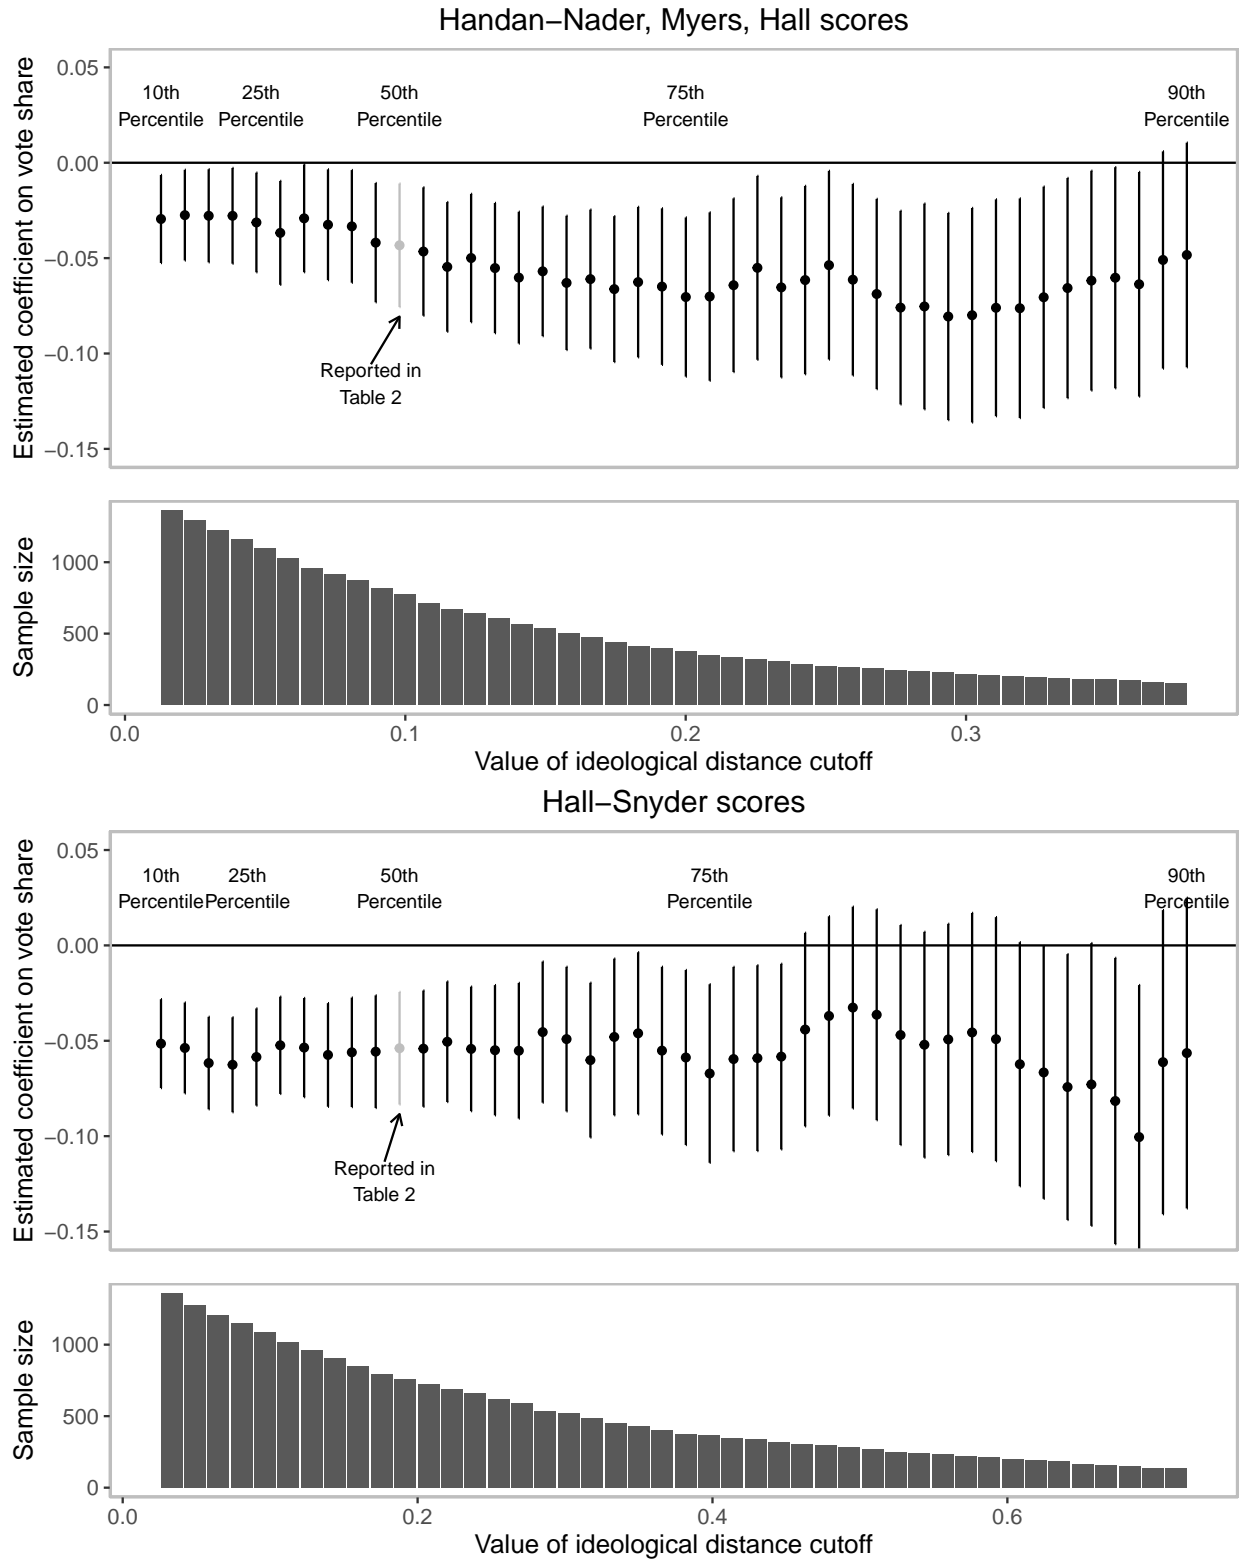 Handan−Nader, Myers, Hall scores
Estimated coefficient on vote share
0.05
0.00
−0.05
−0.10
−0.15
10th
Percentile
25th
Percentile
50th
Percentile
75th
Percentile
90th
Percentile
Reported in
Table 2
Sample size
1000
500
0
0.0
0.1
0.2
0.3
Value of ideological distance cutoff
Hall−Snyder scores
Estimated coefficient on vote share
0.05
0.00
−0.05
−0.10
−0.15
10th
Percentile
25th
Percentile
50th
Percentile
75th
Percentile
90th
Percentile
Reported in
Table 2
Sample size
1000
500
0
0.0
0.2
0.4
0.6
Value of ideological distance cutoff